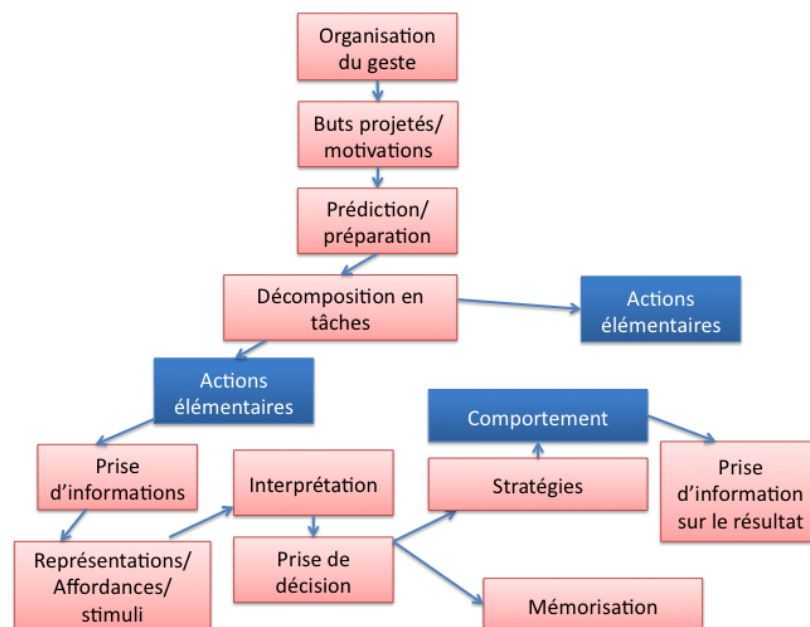 Organisation
du geste
Buts projetés/
motivations
Prédiction/
préparation
Décomposition en
tâches
Actions
élémentaires
Actions
élémentaires
Comportement
Prise
d'informations
Interprétation
Stratégies
Prise
d'information
sur le résultat
Représentations/
Affordances/
stimuli
Prise de
décision
Mémorisation